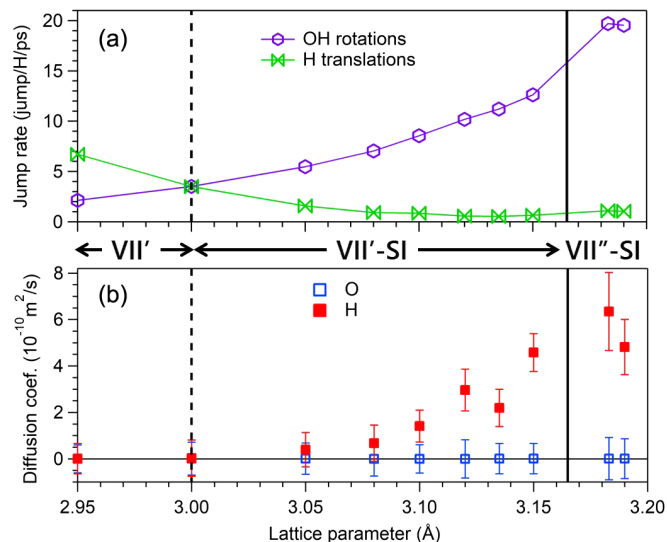 (a)
OH rotations
H translations
20
15
10
5
0
Jump rate (jump/H/ps)
VII' VII'-SI VII"-SI
(b)
O
H
8
6
4
2
0
Diffusion coef. (10⁻¹⁰m²/s)
2.95 3.00 3.05 3.10 3.15 3.20
Lattice parameter (Å)